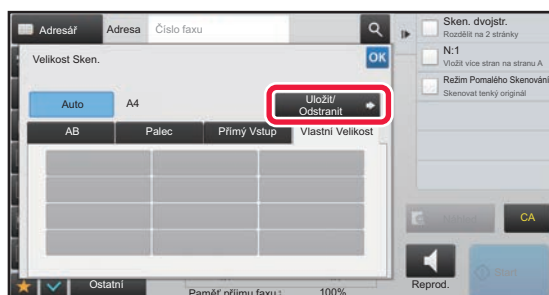 Adresář
Adresa
Číslo faxu
Sken. dvojstr.
Rozdělit na 2 stránky
N:1
Vložit více stran na stranu A
Režim Pomalého Skenování
Skenovat tenký originál
Velikost Sken.
OK
Auto
A4
Uložit/
Odstranit
AB
Palec
Přímý Vstup
Vlastní Velikost
Náhled
CA
Start
Reprod.
Ostatní
Paměť příjmu faxu :
100%